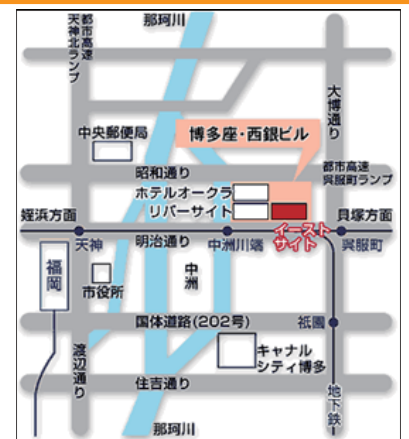 都市高速
天神北ランプ
那珂川
大博通り
中央郵便局
博多座・西銀ビル
昭和通り
都市高速
呉服町ランプ
ホテルオークラ
リバーサイト
姪浜方面
貝塚方面
イースト
サイト
天神
明治通り
中洲川端
呉服町
福岡
市役所
中洲
国体道路(202号)
祇園
渡辺通り
キャナル
シティ博多
住吉通り
地下鉄
那珂川